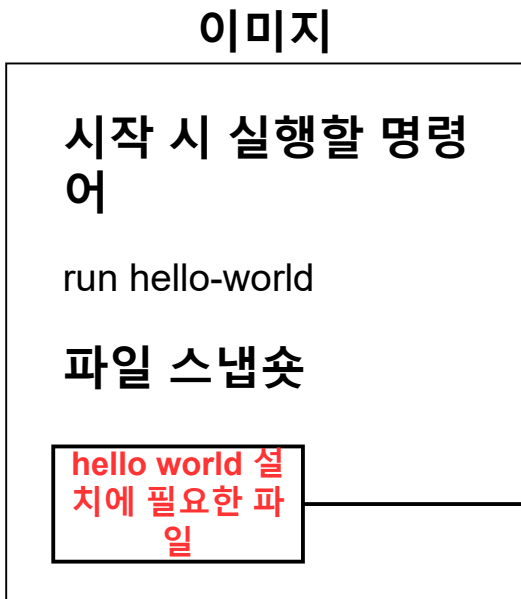 이미지
시작 시 실행할 명령
어
run hello-world
파일 스냅숏
hello world 설
치에 필요한 파
일